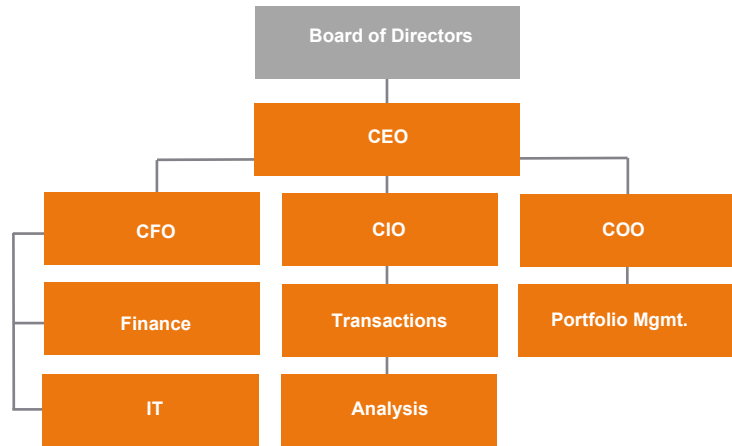 Board of Directors
CEO
CFO
CIO
COO
Finance
Transactions
Portfolio Mgmt.
IT
Analysis